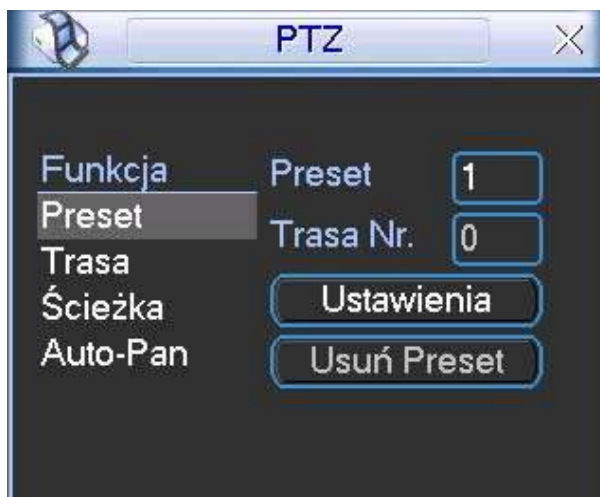 PTZ
Funkcja
Preset
Trasa
Ścieżka
Auto-Pan
Preset 1
Trasa Nr. 0
Ustawienia
Usuń Preset